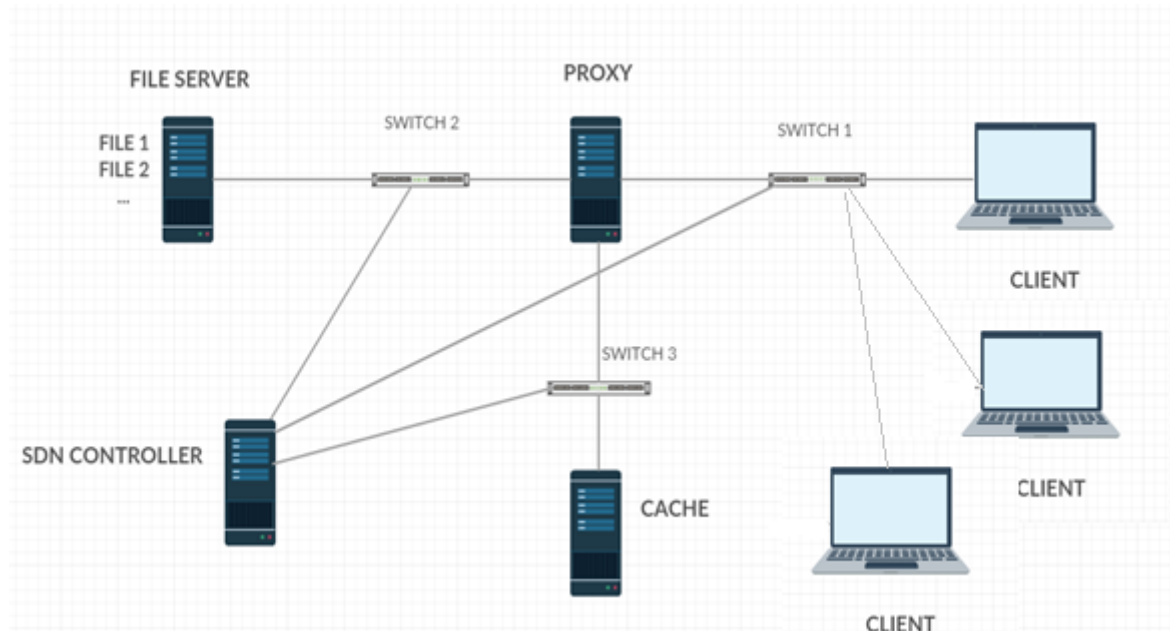 PROXY
FILE SERVER
SWITCH 2
SWITCH 1
FILE 1
FILE 2
...
CLIENT
SWITCH 3
SDN CONTROLLER
CACHE
CLIENT
CLIENT